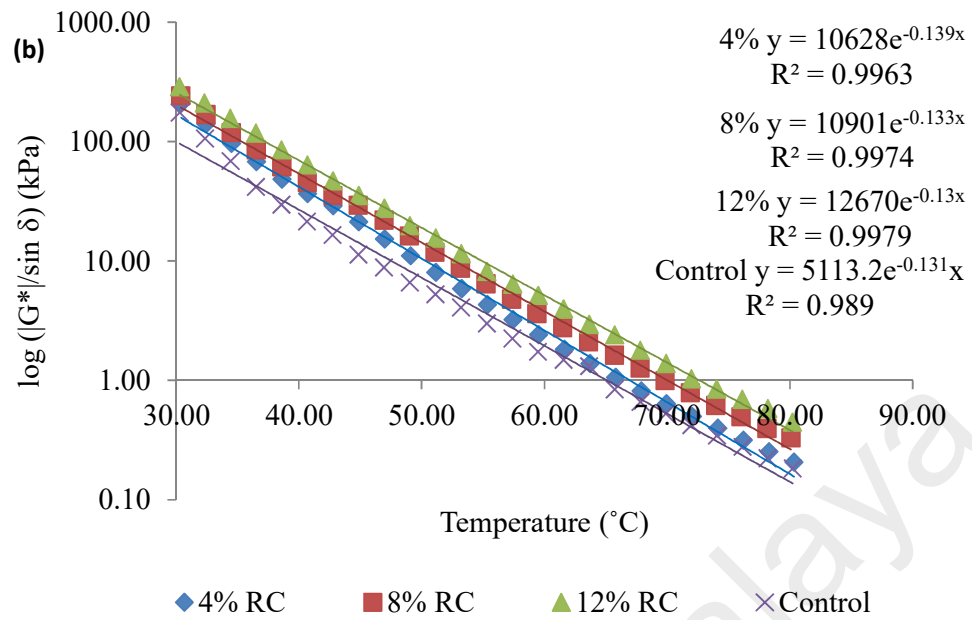 (b)
1000.00
100.00
10.00
1.00
0.10
log (|G*|/sin δ) (kPa)
4% y = 10628e^-0.139x
R² = 0.9963
8% y = 10901e^-0.133x
R² = 0.9974
12% y = 12670e^-0.13x
R² = 0.9979
Control y = 5113.2e^-0.131x
R² = 0.989
30.00 40.00 50.00 60.00 70.00 80.00 90.00
Temperature (˚C)
4% RC 8% RC 12% RC Control
alaya